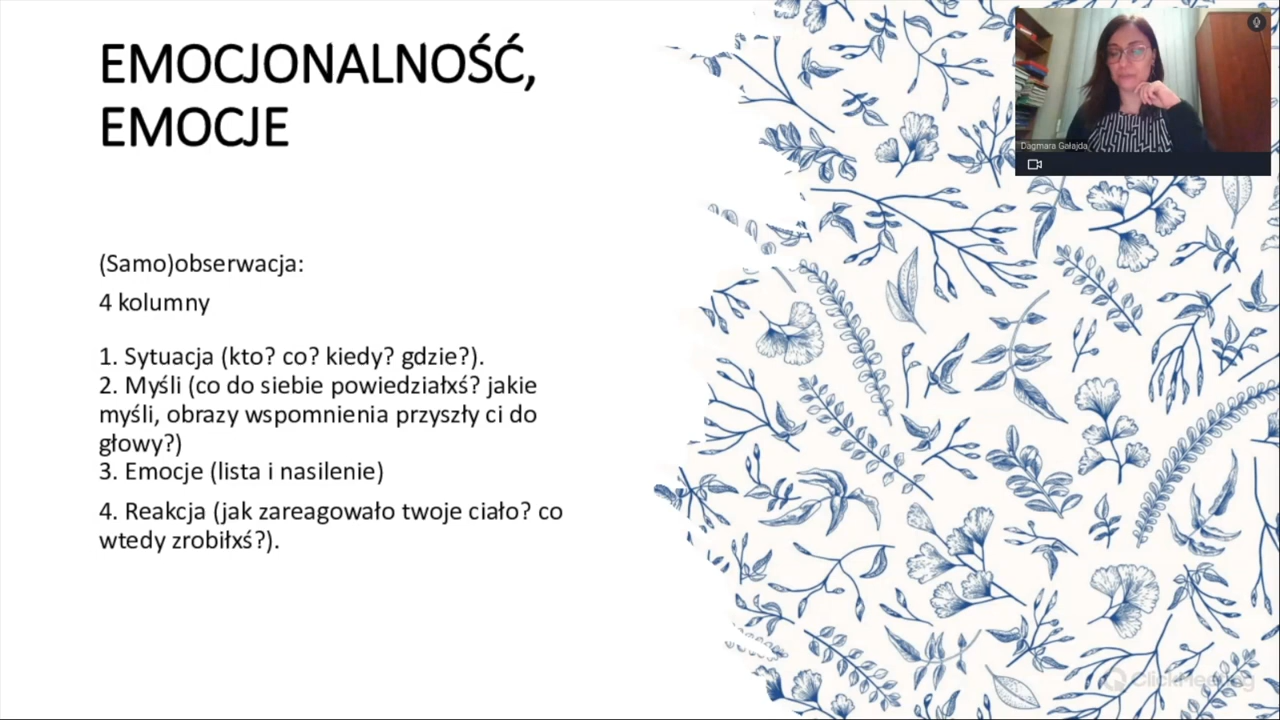 EMOCJONALNOŚĆ,
EMOCJE
Dagmara Gałajda
(Samo)obserwacja:
4 kolumny
1. Sytuacja (kto? co? kiedy? gdzie?).
2. Myśli (co do siebie powiedziałxś? jakie
myśli, obrazy wspomnienia przyszły ci do
głowy?)
3. Emocje (lista i nasilenie)
4. Reakcja (jak zareagowało twoje ciało? co
wtedy zrobiłxś?).
ClickMeeting